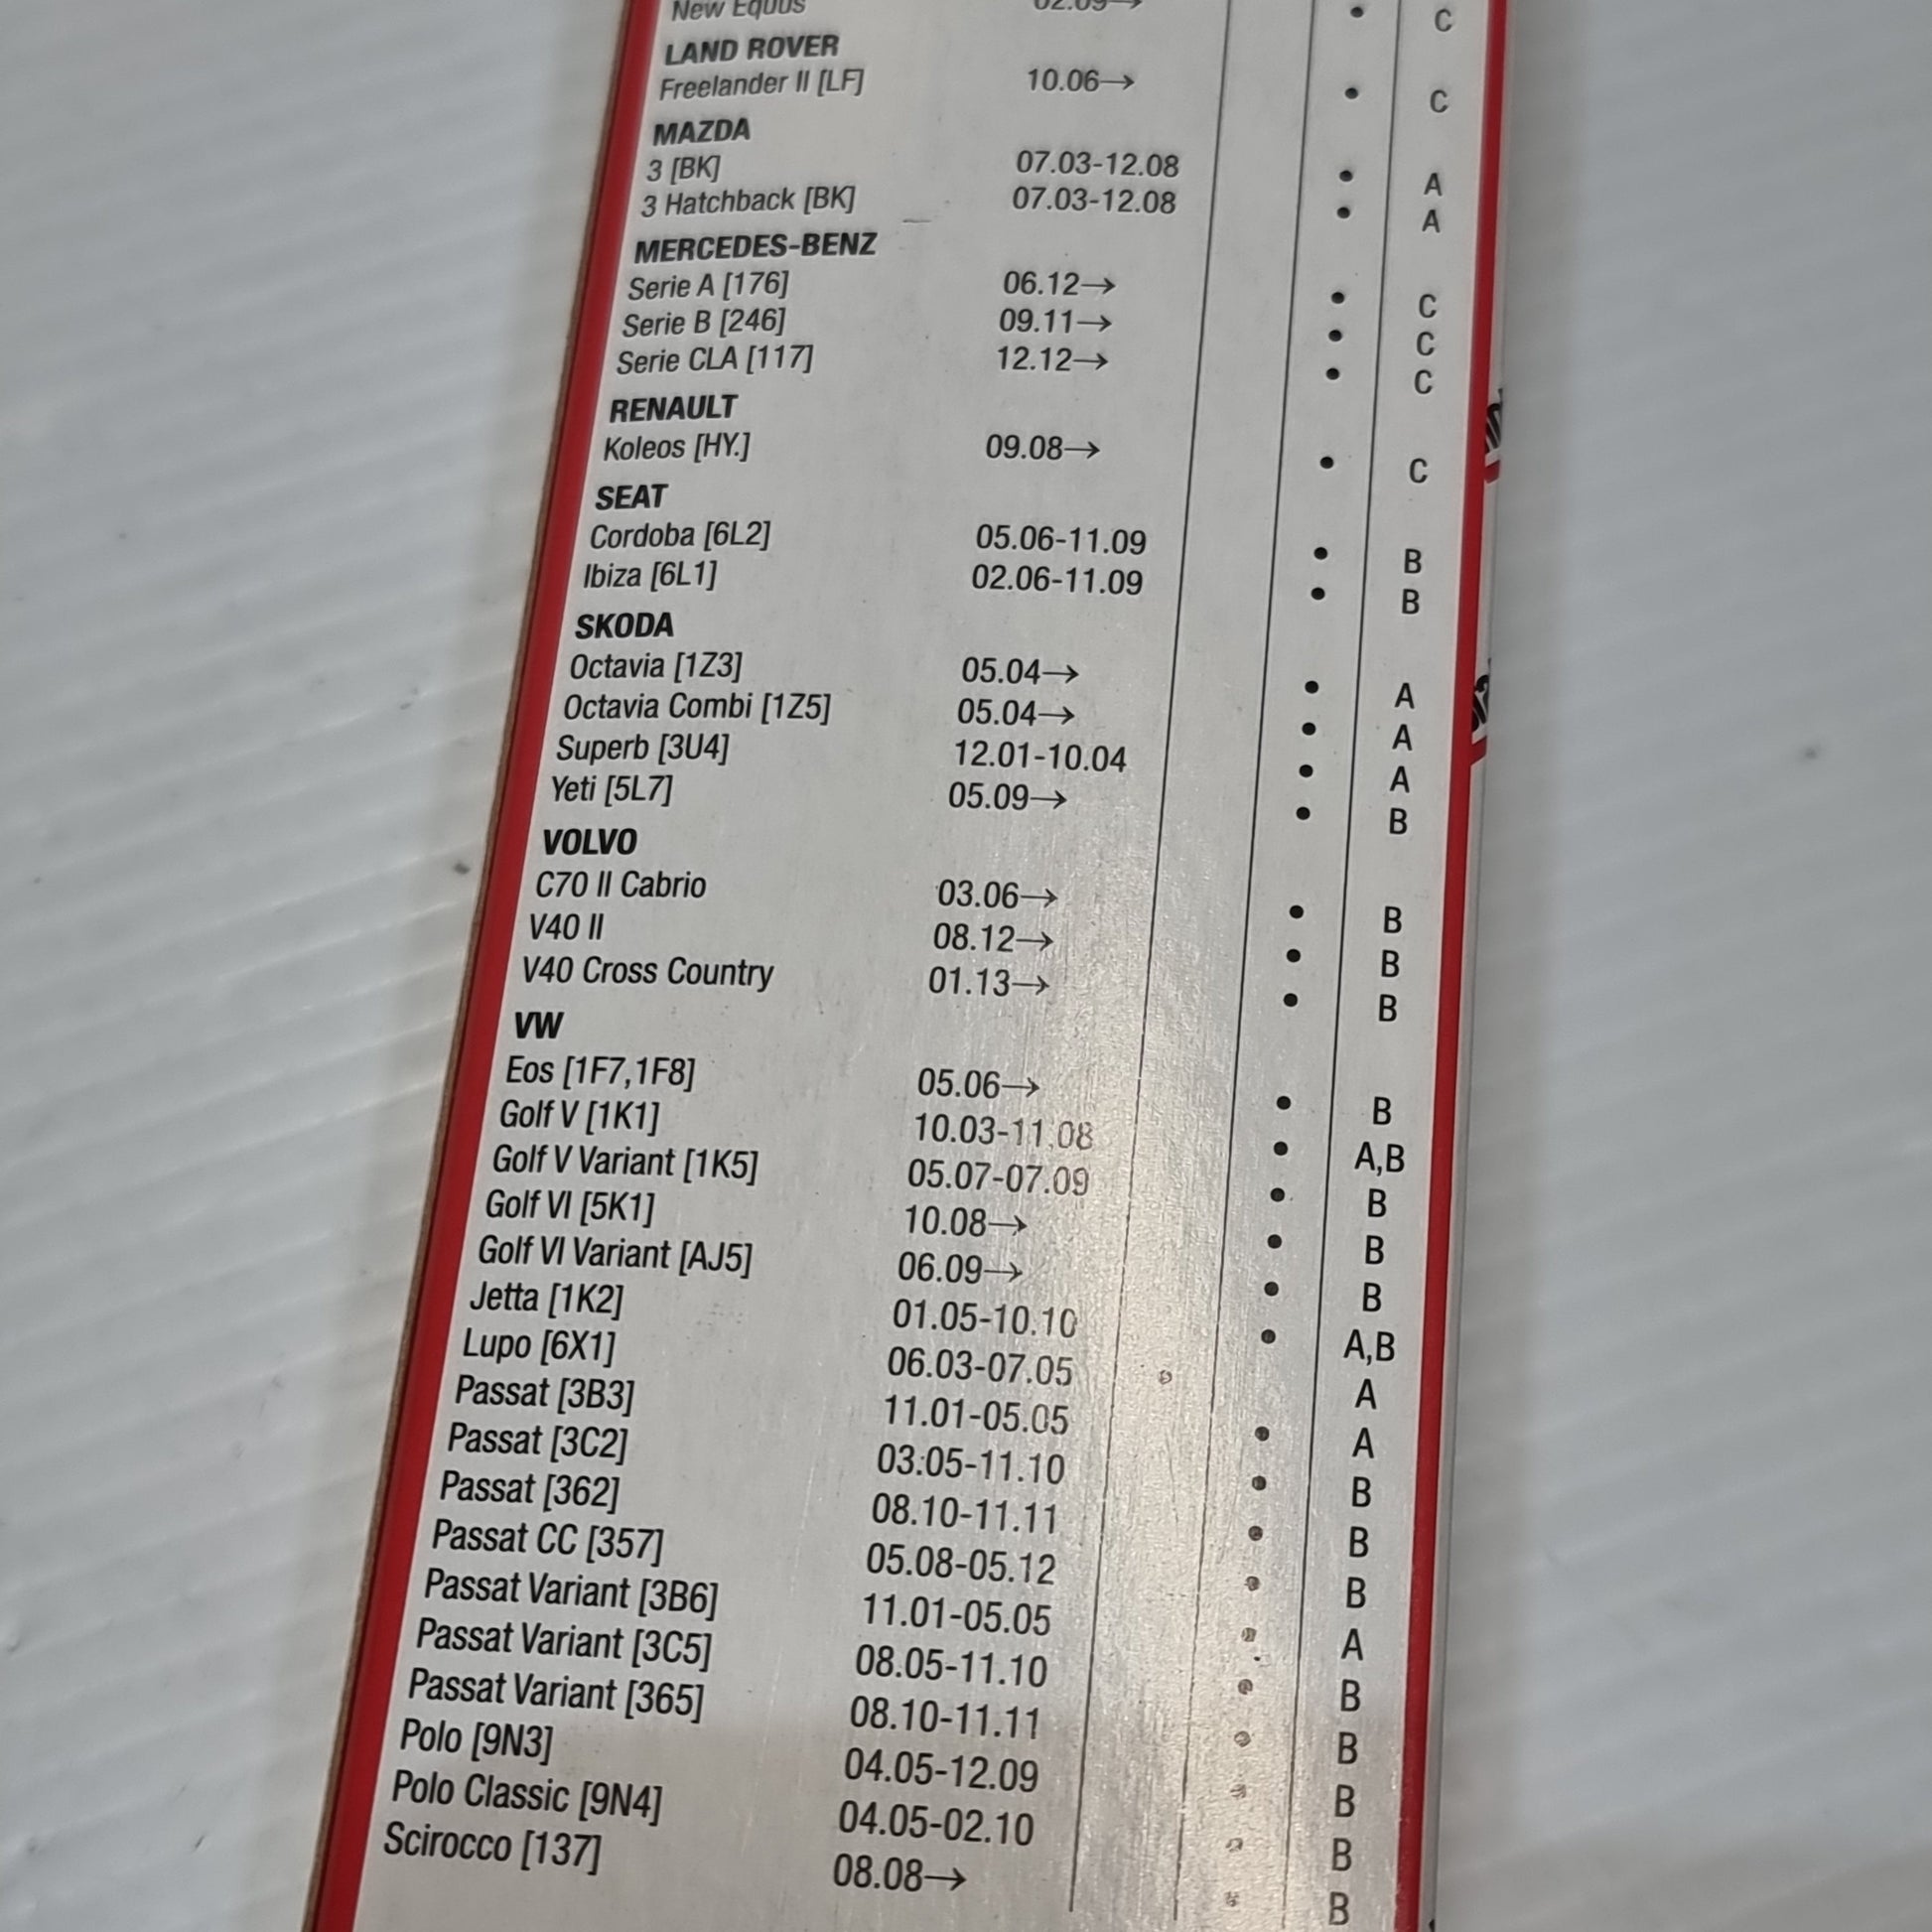 New Equus 02.09→ • C
LAND ROVER
Freelander II [LF] 10.06→ • C
MAZDA
3 [BK] 07.03-12.08 • A
3 Hatchback [BK] 07.03-12.08 • A
MERCEDES-BENZ
Serie A [176] 06.12→ • C
Serie B [246] 09.11→ • C
Serie CLA [117] 12.12→ • C
RENAULT
Koleos [HY.] 09.08→ • C
SEAT
Cordoba [6L2] 05.06-11.09 • B
Ibiza [6L1] 02.06-11.09 • B
SKODA
Octavia [1Z3] 05.04→ • A
Octavia Combi [1Z5] 05.04→ • A
Superb [3U4] 12.01-10.04 • A
Yeti [5L7] 05.09→ • B
VOLVO
C70 II Cabrio 03.06→ • B
V40 II 08.12→ • B
V40 Cross Country 01.13→ • B
VW
Eos [1F7,1F8] 05.06→ • B
Golf V [1K1] 10.03-11.08 • A,B
Golf V Variant [1K5] 05.07-07.09 • B
Golf VI [5K1] 10.08→ • B
Golf VI Variant [AJ5] 06.09→ • B
Jetta [1K2] 01.05-10.10 • A,B
Lupo [6X1] 06.03-07.05 • A
Passat [3B3] 11.01-05.05 • A
Passat [3C2] 03.05-11.10 • B
Passat [362] 08.10-11.11 • B
Passat CC [357] 05.08-05.12 • B
Passat Variant [3B6] 11.01-05.05 • A
Passat Variant [3C5] 08.05-11.10 • B
Passat Variant [365] 08.10-11.11 • B
Polo [9N3] 04.05-12.09 • B
Polo Classic [9N4] 04.05-02.10 • B
Scirocco [137] 08.08→ • B